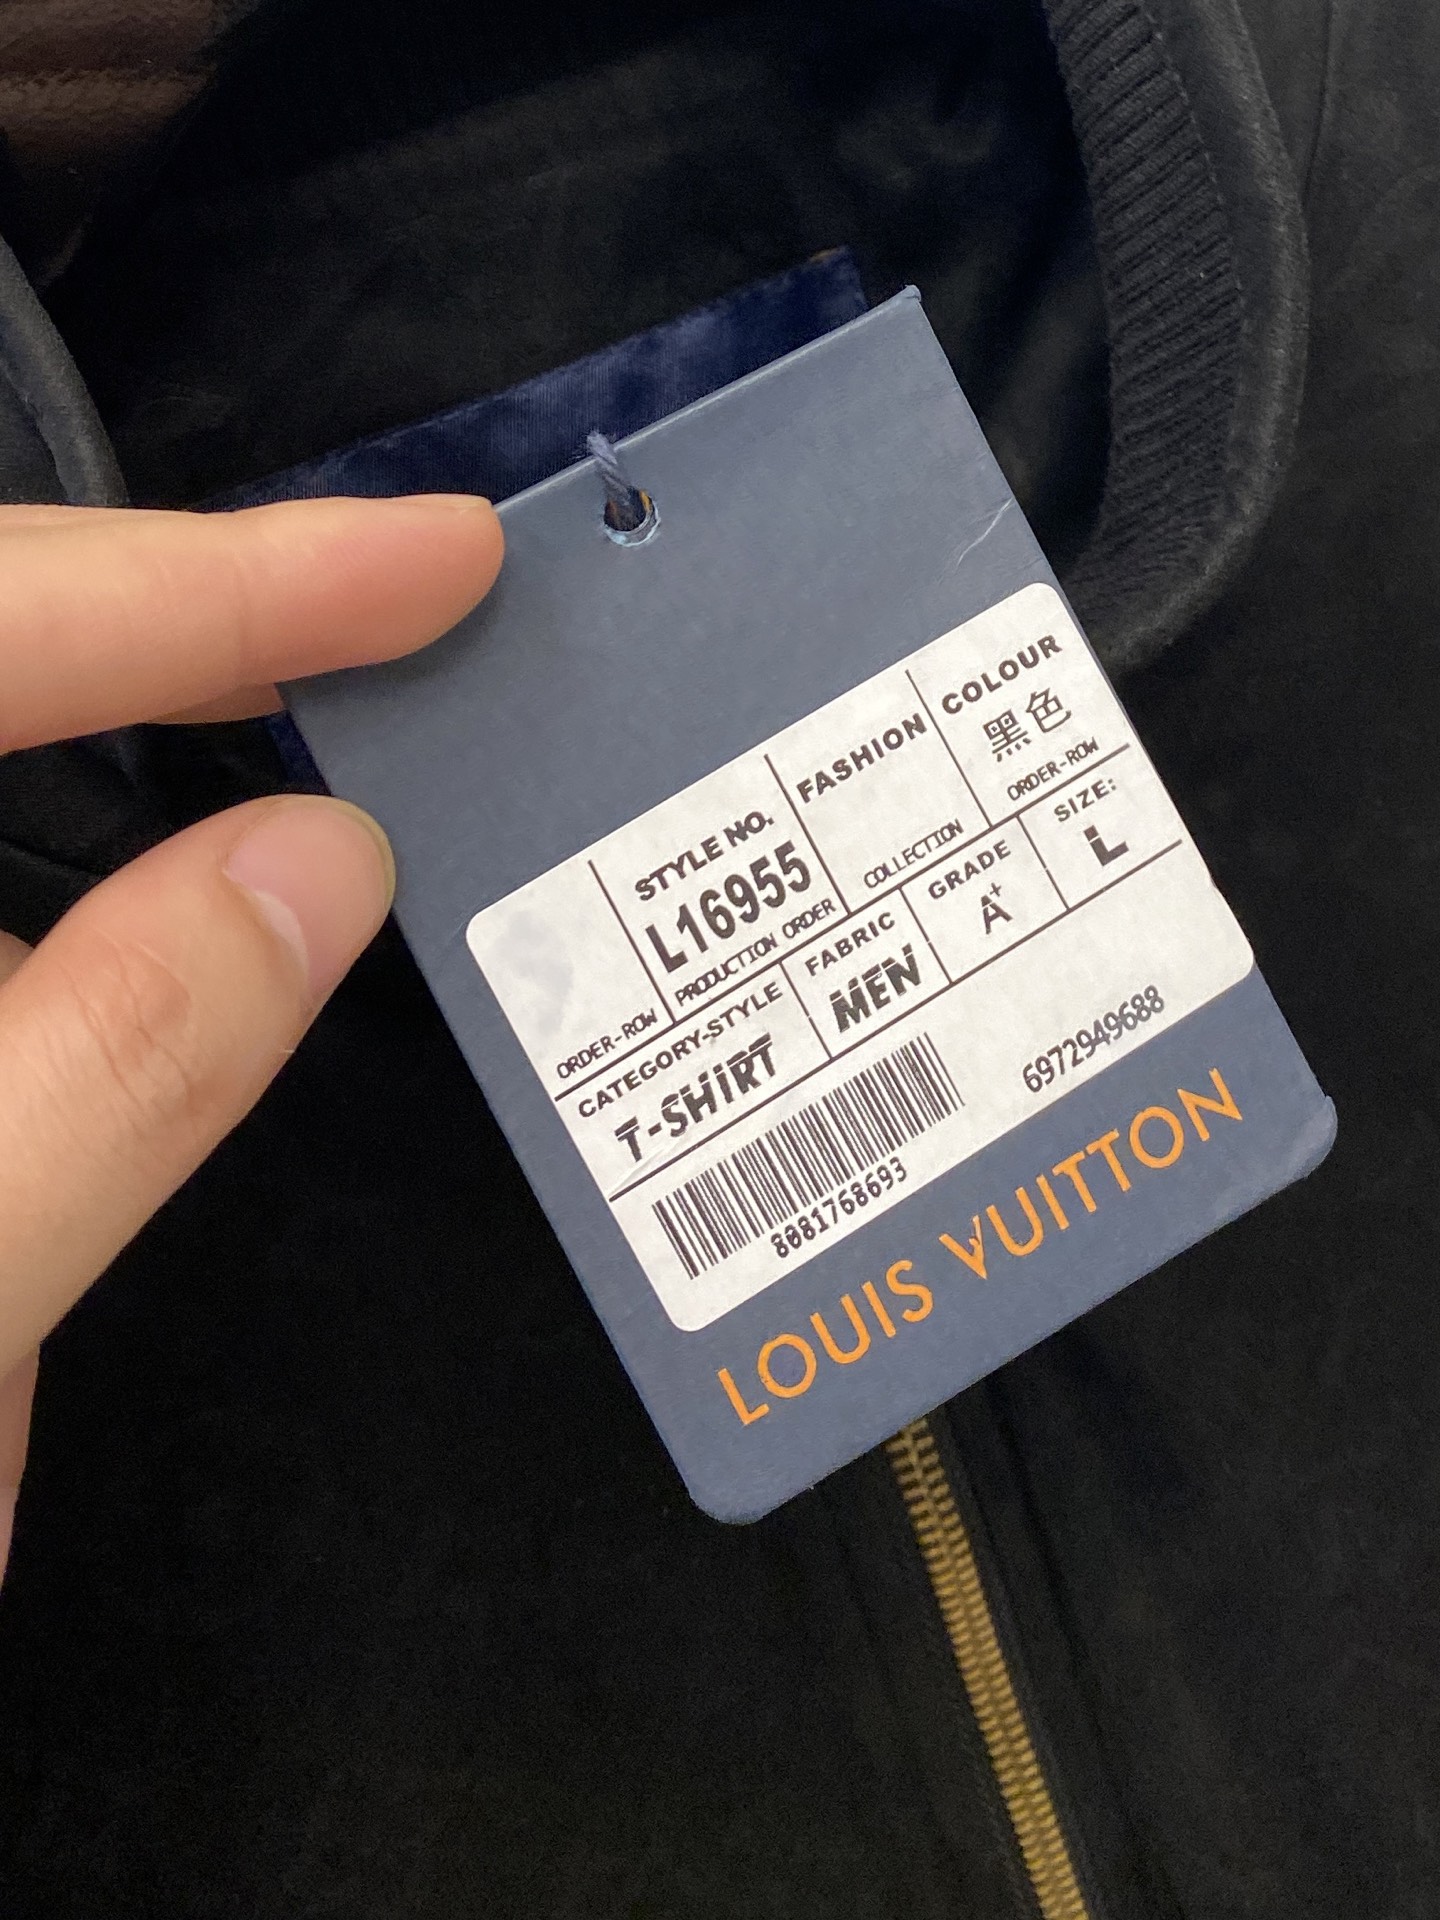 STYLE NO.
L16955
PRODUCTION ORDER
FASHION
COLLECTION
COLOUR
黑色
ORDER-ROW
ORDER-ROW
CATEGORY-STYLE
T-SHIRT
FABRIC
MEN
GRADE
A+
SIZE:
L
8081768693
6972949688
LOUIS VUITTON